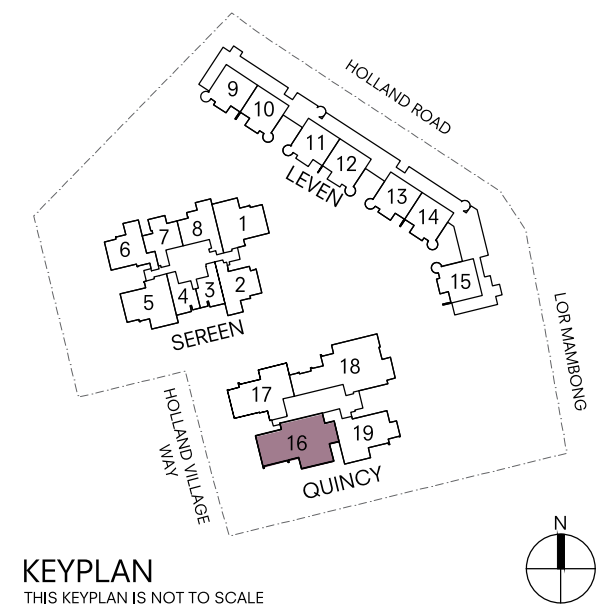 HOLLAND ROAD
9
10
11
12
LEVEN
13
14
15
6
7
8
1
5
4
3
2
SEREEN
LOR MAMBONG
18
17
16
19
QUINCY
HOLLAND VILLAGE
WAY
N
KEYPLAN
THIS KEYPLAN IS NOT TO SCALE